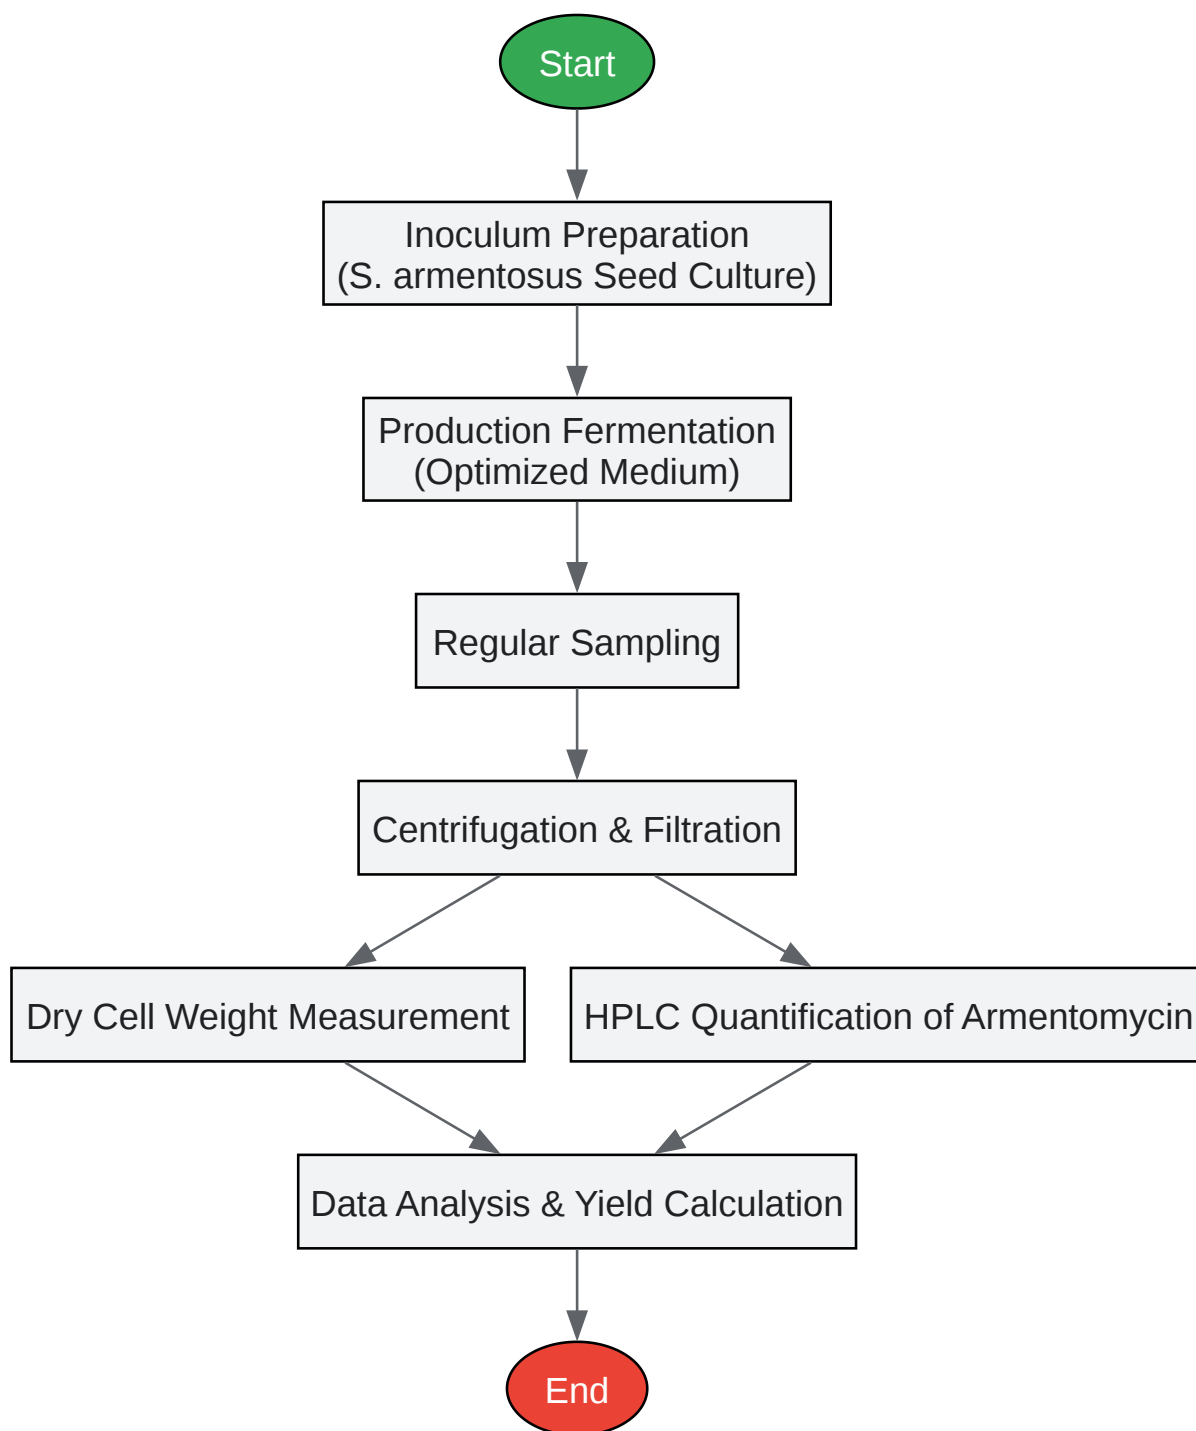 Start
Inoculum Preparation
(S. armentosus Seed Culture)
Production Fermentation
(Optimized Medium)
Regular Sampling
Centrifugation & Filtration
Dry Cell Weight Measurement
HPLC Quantification of Armentomycin
Data Analysis & Yield Calculation
End